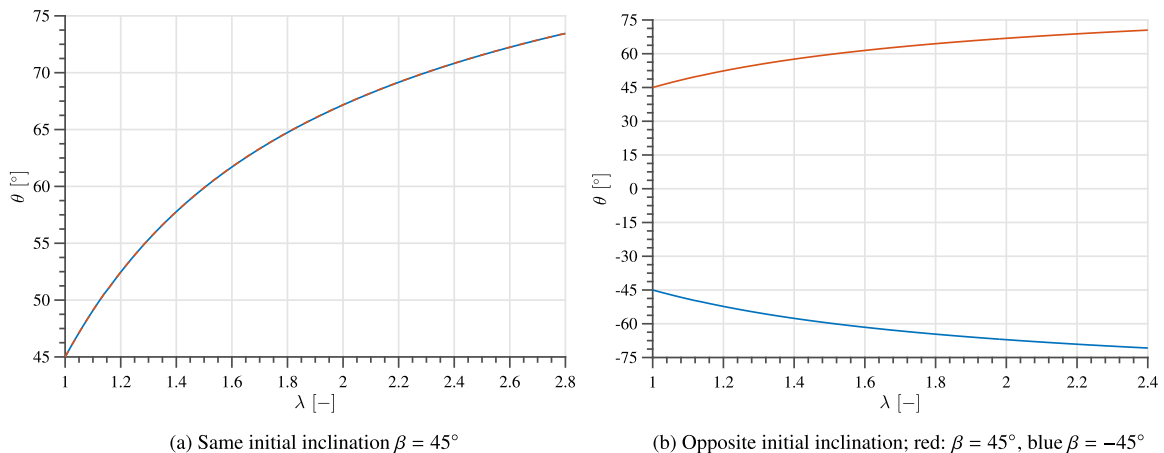 75
70
65
60
55
50
45
θ [°]
1 1.2 1.4 1.6 1.8 2 2.2 2.4 2.6 2.8
λ [−]
(a) Same initial inclination β = 45°
75
60
45
30
15
0
-15
-30
-45
-60
-75
θ [°]
1 1.2 1.4 1.6 1.8 2 2.2 2.4
λ [−]
(b) Opposite initial inclination; red: β = 45°, blue β = −45°